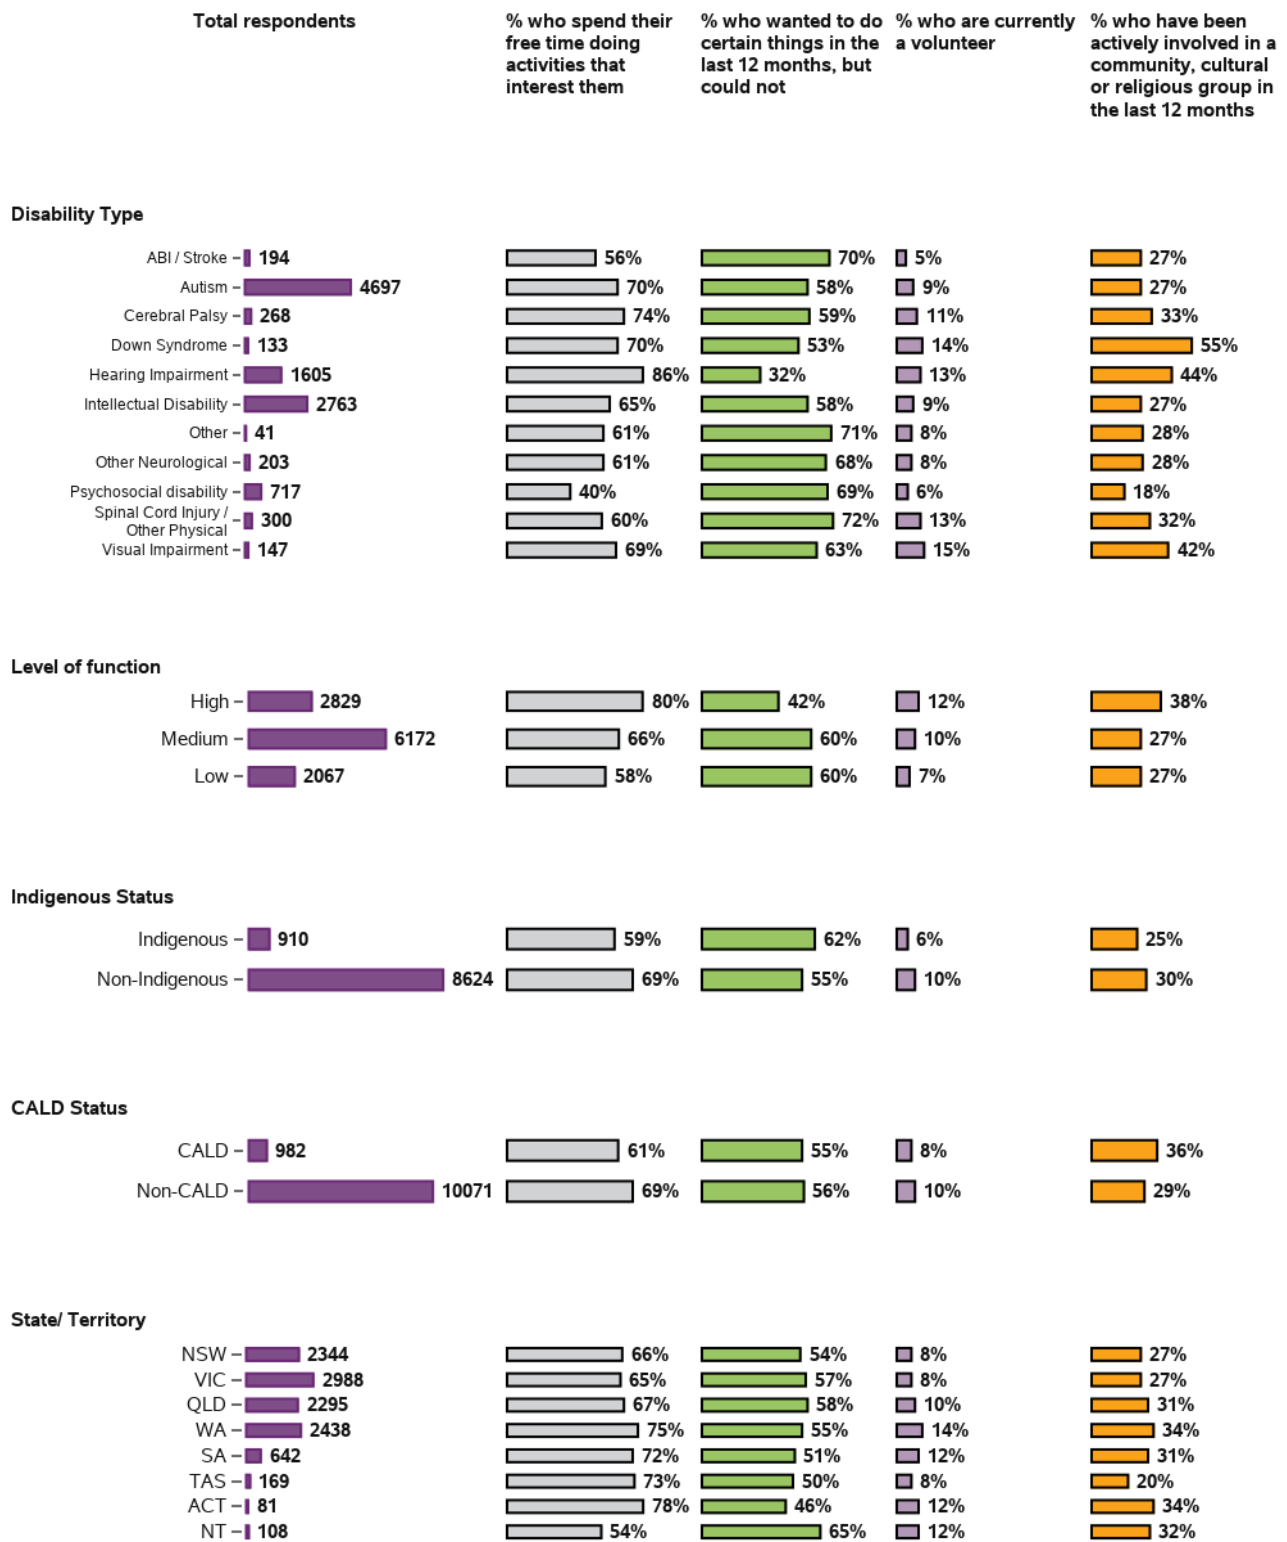 Total respondents
% who spend their free time doing activities that interest them
% who wanted to do certain things in the last 12 months, but could not
% who are currently a volunteer
% who have been actively involved in a community, cultural or religious group in the last 12 months
Disability Type
ABI / Stroke 194 56% 70% 5% 27%
Autism 4697 70% 58% 9% 27%
Cerebral Palsy 268 74% 59% 11% 33%
Down Syndrome 133 70% 53% 14% 55%
Hearing Impairment 1605 86% 32% 13% 44%
Intellectual Disability 2763 65% 58% 9% 27%
Other 41 61% 71% 8% 28%
Other Neurological 203 61% 68% 8% 28%
Psychosocial disability 717 40% 69% 6% 18%
Spinal Cord Injury / Other Physical 300 60% 72% 13% 32%
Visual Impairment 147 69% 63% 15% 42%
Level of function
High 2829 80% 42% 12% 38%
Medium 6172 66% 60% 10% 27%
Low 2067 58% 60% 7% 27%
Indigenous Status
Indigenous 910 59% 62% 6% 25%
Non-Indigenous 8624 69% 55% 10% 30%
CALD Status
CALD 982 61% 55% 8% 36%
Non-CALD 10071 69% 56% 10% 29%
State/ Territory
NSW 2344 66% 54% 8% 27%
VIC 2988 65% 57% 8% 27%
QLD 2295 67% 58% 10% 31%
WA 2438 75% 55% 14% 34%
SA 642 72% 51% 12% 31%
TAS 169 73% 50% 8% 20%
ACT 81 78% 46% 12% 34%
NT 108 54% 65% 12% 32%